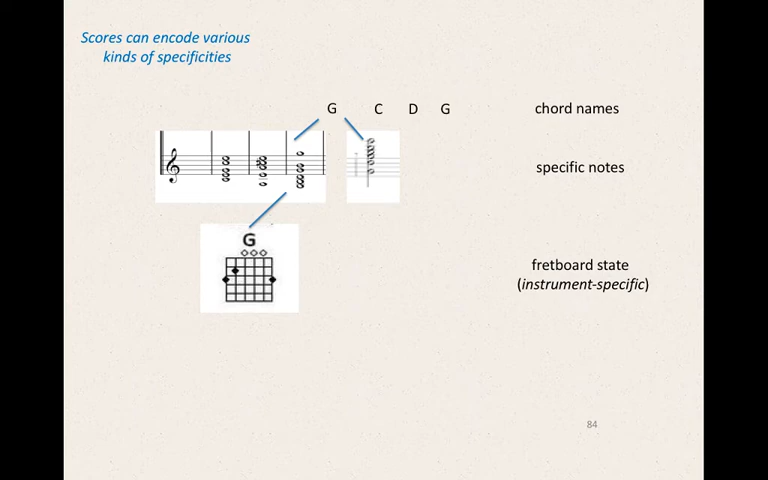 Scores can encode various
kinds of specificities
G C D G chord names
specific notes
G
fretboard state
(instrument-specific)
84